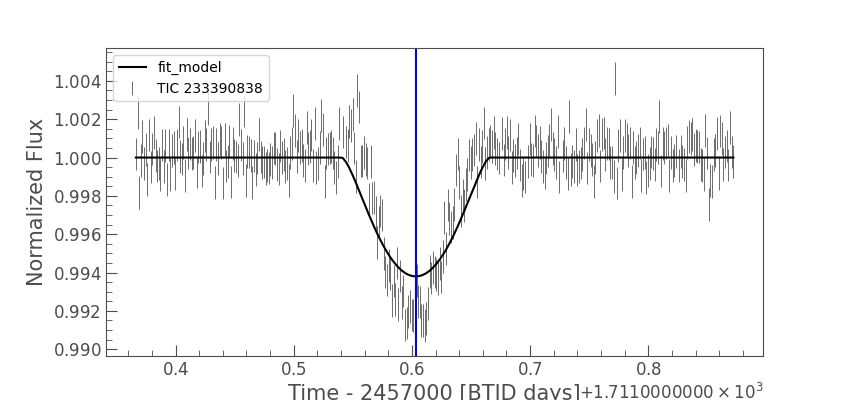 fit_model
TIC 233390838
1.004
1.002
1.000
0.998
0.996
0.994
0.992
0.990
Normalized Flux
0.4 0.5 0.6 0.7 0.8
Time - 2457000 [BTJD days]
+1.7110000000 × 10³